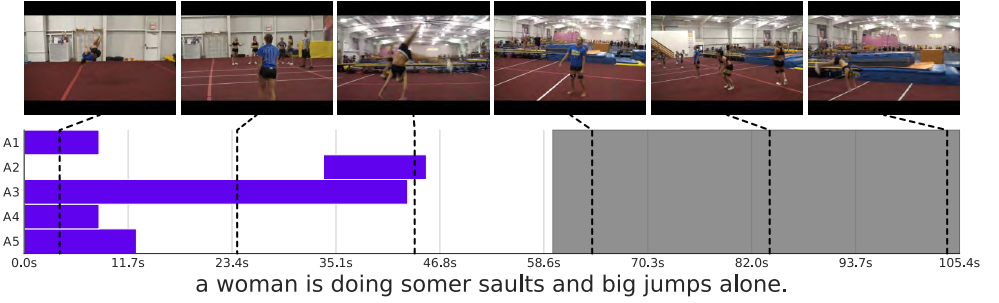 A1
A2
A3
A4
A5
0.0s 11.7s 23.4s 35.1s 46.8s 58.6s 70.3s 82.0s 93.7s 105.4s
a woman is doing somer saults and big jumps alone.